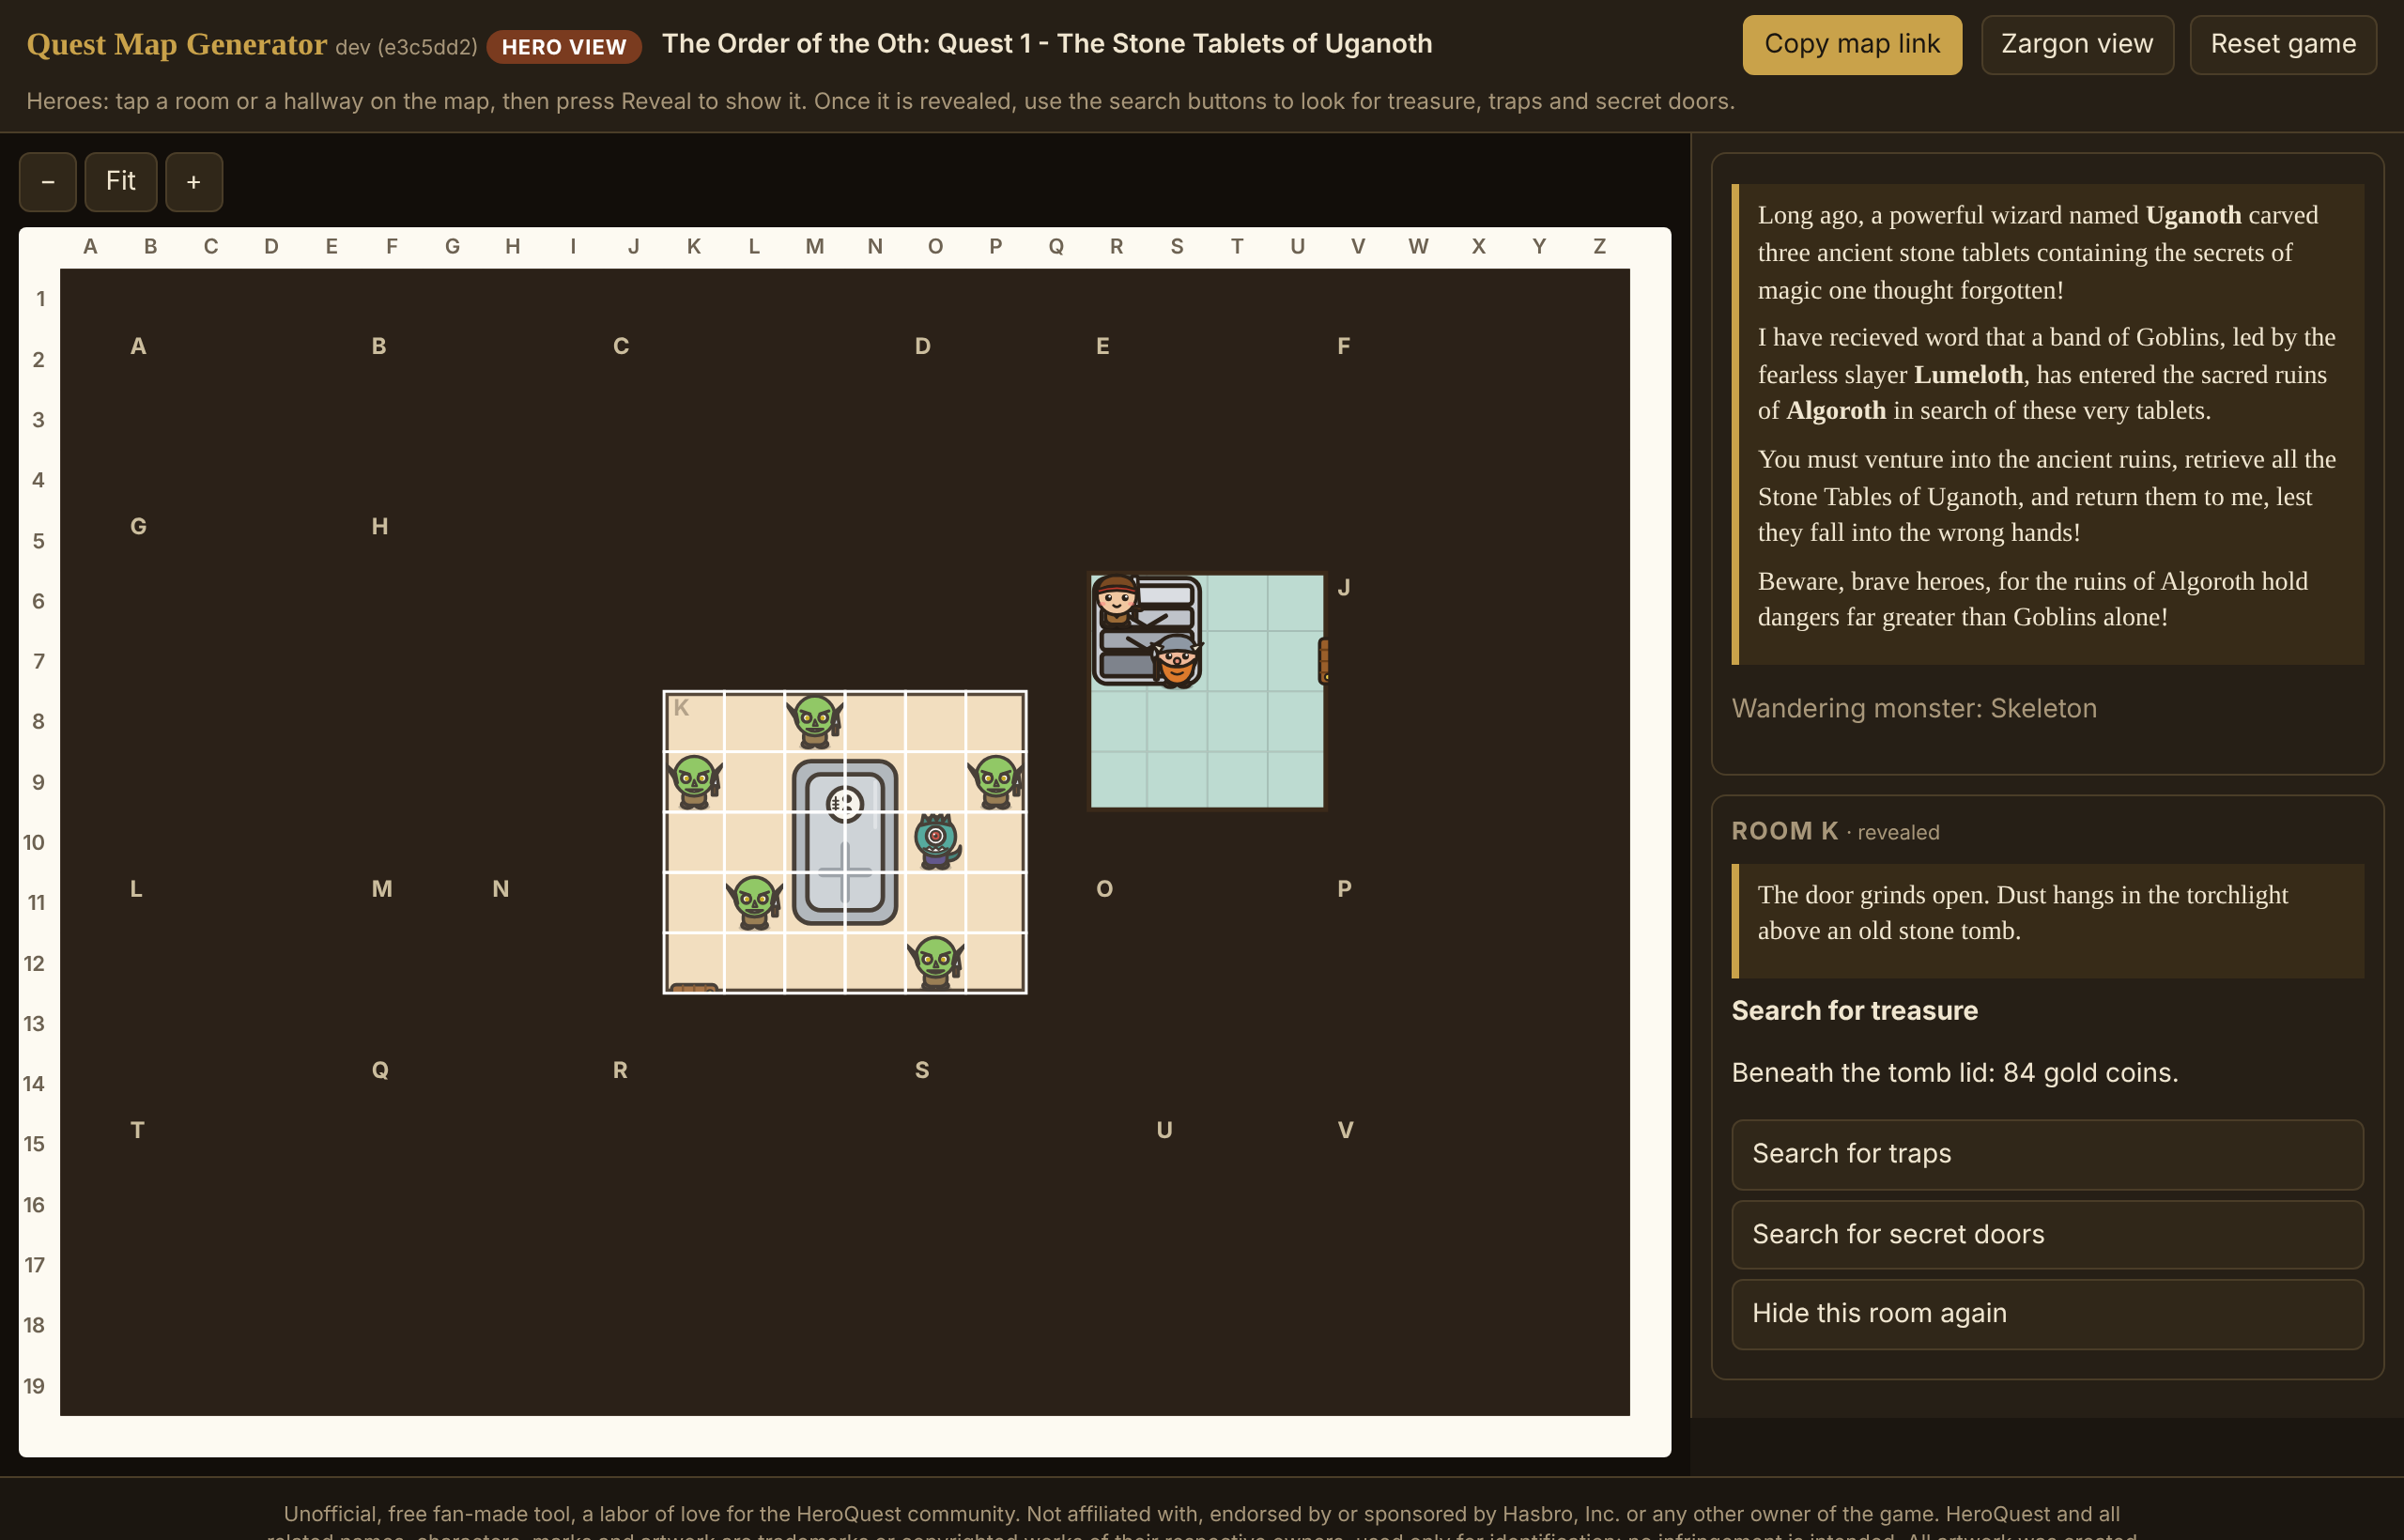 Quest Map Generator dev (e3c5dd2) HERO VIEW The Order of the Oth: Quest 1 - The Stone Tablets of Uganoth Copy map link Zargon view Reset game
Heroes: tap a room or a hallway on the map, then press Reveal to show it. Once it is revealed, use the search buttons to look for treasure, traps and secret doors.
− Fit +
A B C D E F G H I J K L M N O P Q R S T U V W X Y Z
1
A B C D E F
2
3
4
G H
5
J
6
7
K
8
9
10
L M N O P
11
12
13
Q R S
14
T U V
15
16
17
18
19
Long ago, a powerful wizard named Uganoth carved
three ancient stone tablets containing the secrets of
magic one thought forgotten!
I have recieved word that a band of Goblins, led by the
fearless slayer Lumeloth, has entered the sacred ruins
of Algoroth in search of these very tablets.
You must venture into the ancient ruins, retrieve all the
Stone Tables of Uganoth, and return them to me, lest
they fall into the wrong hands!
Beware, brave heroes, for the ruins of Algoroth hold
dangers far greater than Goblins alone!
Wandering monster: Skeleton
ROOM K · revealed
The door grinds open. Dust hangs in the torchlight
above an old stone tomb.
Search for treasure
Beneath the tomb lid: 84 gold coins.
Search for traps
Search for secret doors
Hide this room again
Unofficial, free fan-made tool, a labor of love for the HeroQuest community. Not affiliated with, endorsed by or sponsored by Hasbro, Inc. or any other owner of the game. HeroQuest and all